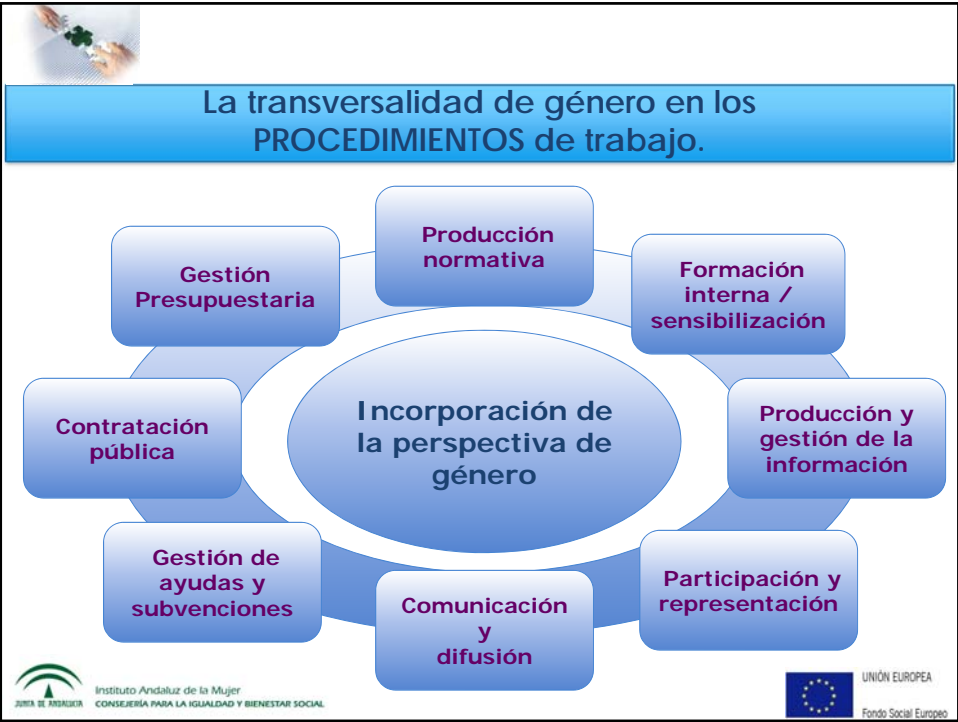 La transversalidad de género en los
PROCEDIMIENTOS de trabajo.
Producción
normativa
Formación
interna /
sensibilización
Producción y
gestión de la
información
Participación y
representación
Comunicación
y
difusión
Gestión de
ayudas y
subvenciones
Contratación
pública
Gestión
Presupuestaria
Incorporación de
la perspectiva de
género
JUNTA DE ANDALUCIA
Instituto Andaluz de la Mujer
CONSEJERÍA PARA LA IGUALDAD Y BIENESTAR SOCIAL
UNIÓN EUROPEA
Fondo Social Europeo